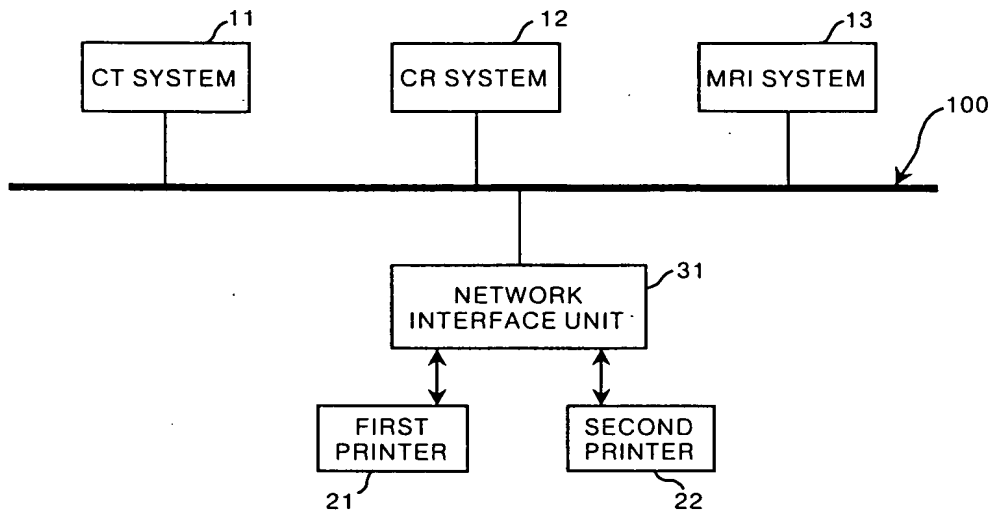 11
12
13
CT SYSTEM
CR SYSTEM
MRI SYSTEM
100
31
NETWORK
INTERFACE UNIT
FIRST
PRINTER
SECOND
PRINTER
21
22